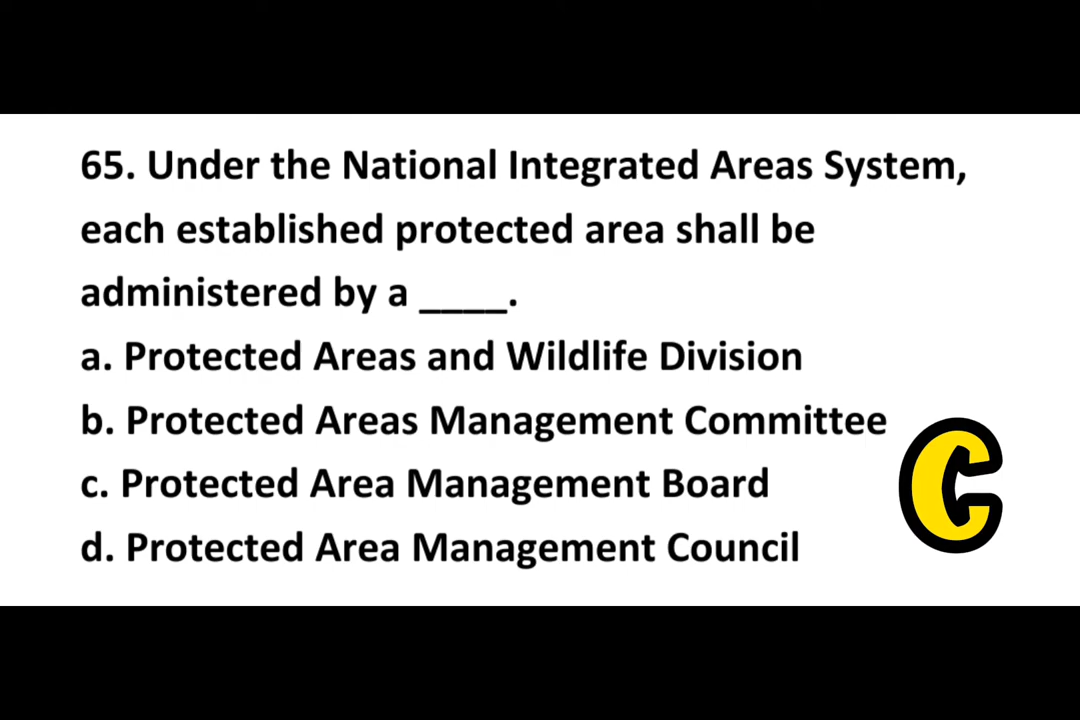 65. Under the National Integrated Areas System,
each established protected area shall be
administered by a ____.
a. Protected Areas and Wildlife Division
b. Protected Areas Management Committee
c. Protected Area Management Board
d. Protected Area Management Council
C